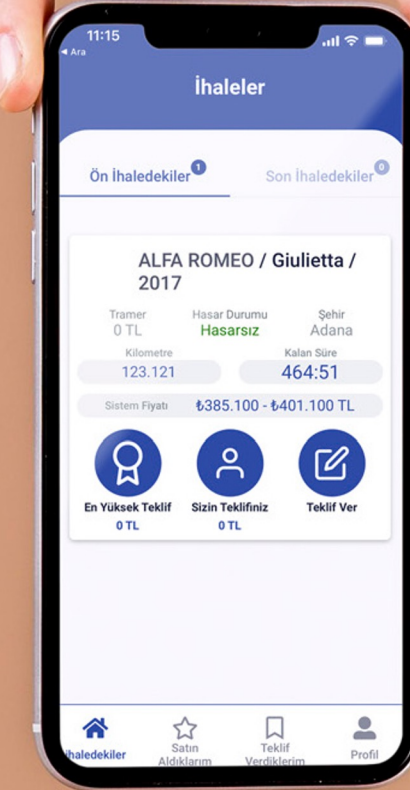 11:15
◀ Ara
İhaleler
Ön İhaledekiler 1
Son İhaledekiler 0
ALFA ROMEO / Giulietta /
2017
Tramer
0 TL
Hasar Durumu
Hasarsız
Şehir
Adana
Kilometre
123.121
Kalan Süre
464:51
Sistem Fiyatı ₺385.100 - ₺401.100 TL
En Yüksek Teklif
0 TL
Sizin Teklifiniz
0 TL
Teklif Ver
haledekiler
Satın
Aldıklarım
Teklif
Verdiklerim
Profil